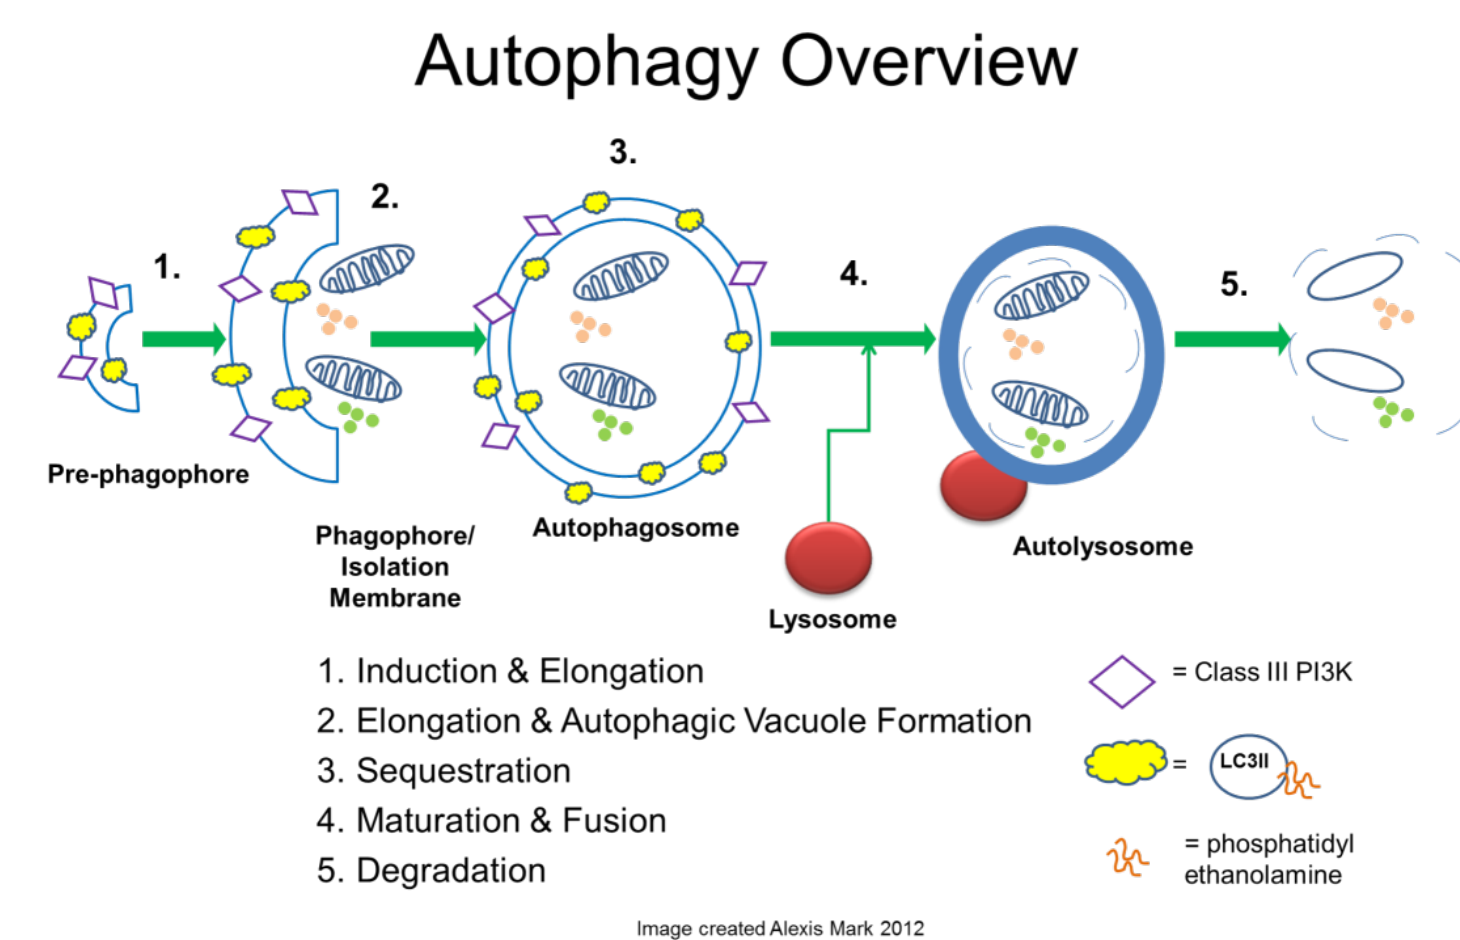 Autophagy Overview
3.
2.
1.
4.
5.
Pre-phagophore
Phagophore/
Isolation
Membrane
Autophagosome
Lysosome
Autolysosome
1. Induction & Elongation
2. Elongation & Autophagic Vacuole Formation
3. Sequestration
4. Maturation & Fusion
5. Degradation
= Class III PI3K
= LC3II
= phosphatidyl
ethanolamine
Image created Alexis Mark 2012